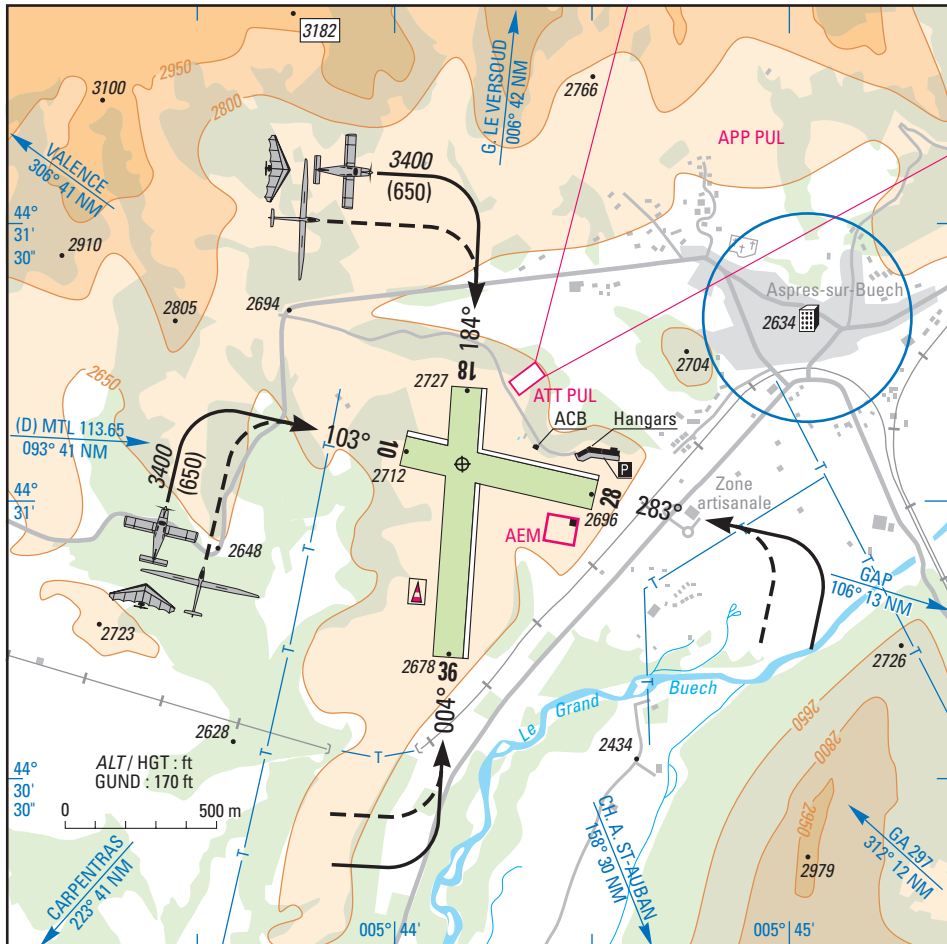 3182
2950
3100
2800
VALENCE
306° 41 NM
G. LE VERSOUD
006° 42 NM
2766
APP PUL
3400
(650)
44°
31'
30"
2910
2805
2694
184°
18
Aspres-sur-Buech
2634
2704
2650
2727
ATT PUL
ACB
Hangars
P
(D) MTL 113.65
093° 41 NM
103°
10
2712
3400
(650)
28
2696
283°
Zone
artisanale
44°
31'
AEM
2648
T
T
T
T
T
T
T
T
T
T
T
T
GAP
106° 13 NM
2723
2678
36
004°
2726
2628
Le Grand Buech
2650
2800
2950
2434
ALT / HGT : ft
GUND : 170 ft
0
500 m
44°
30'
30"
CARPENTRAS
223° 41 NM
CH. A. ST-AUBAN
158° 30 NM
GA 297
312° 12 NM
2979
005° 44'
005° 45'